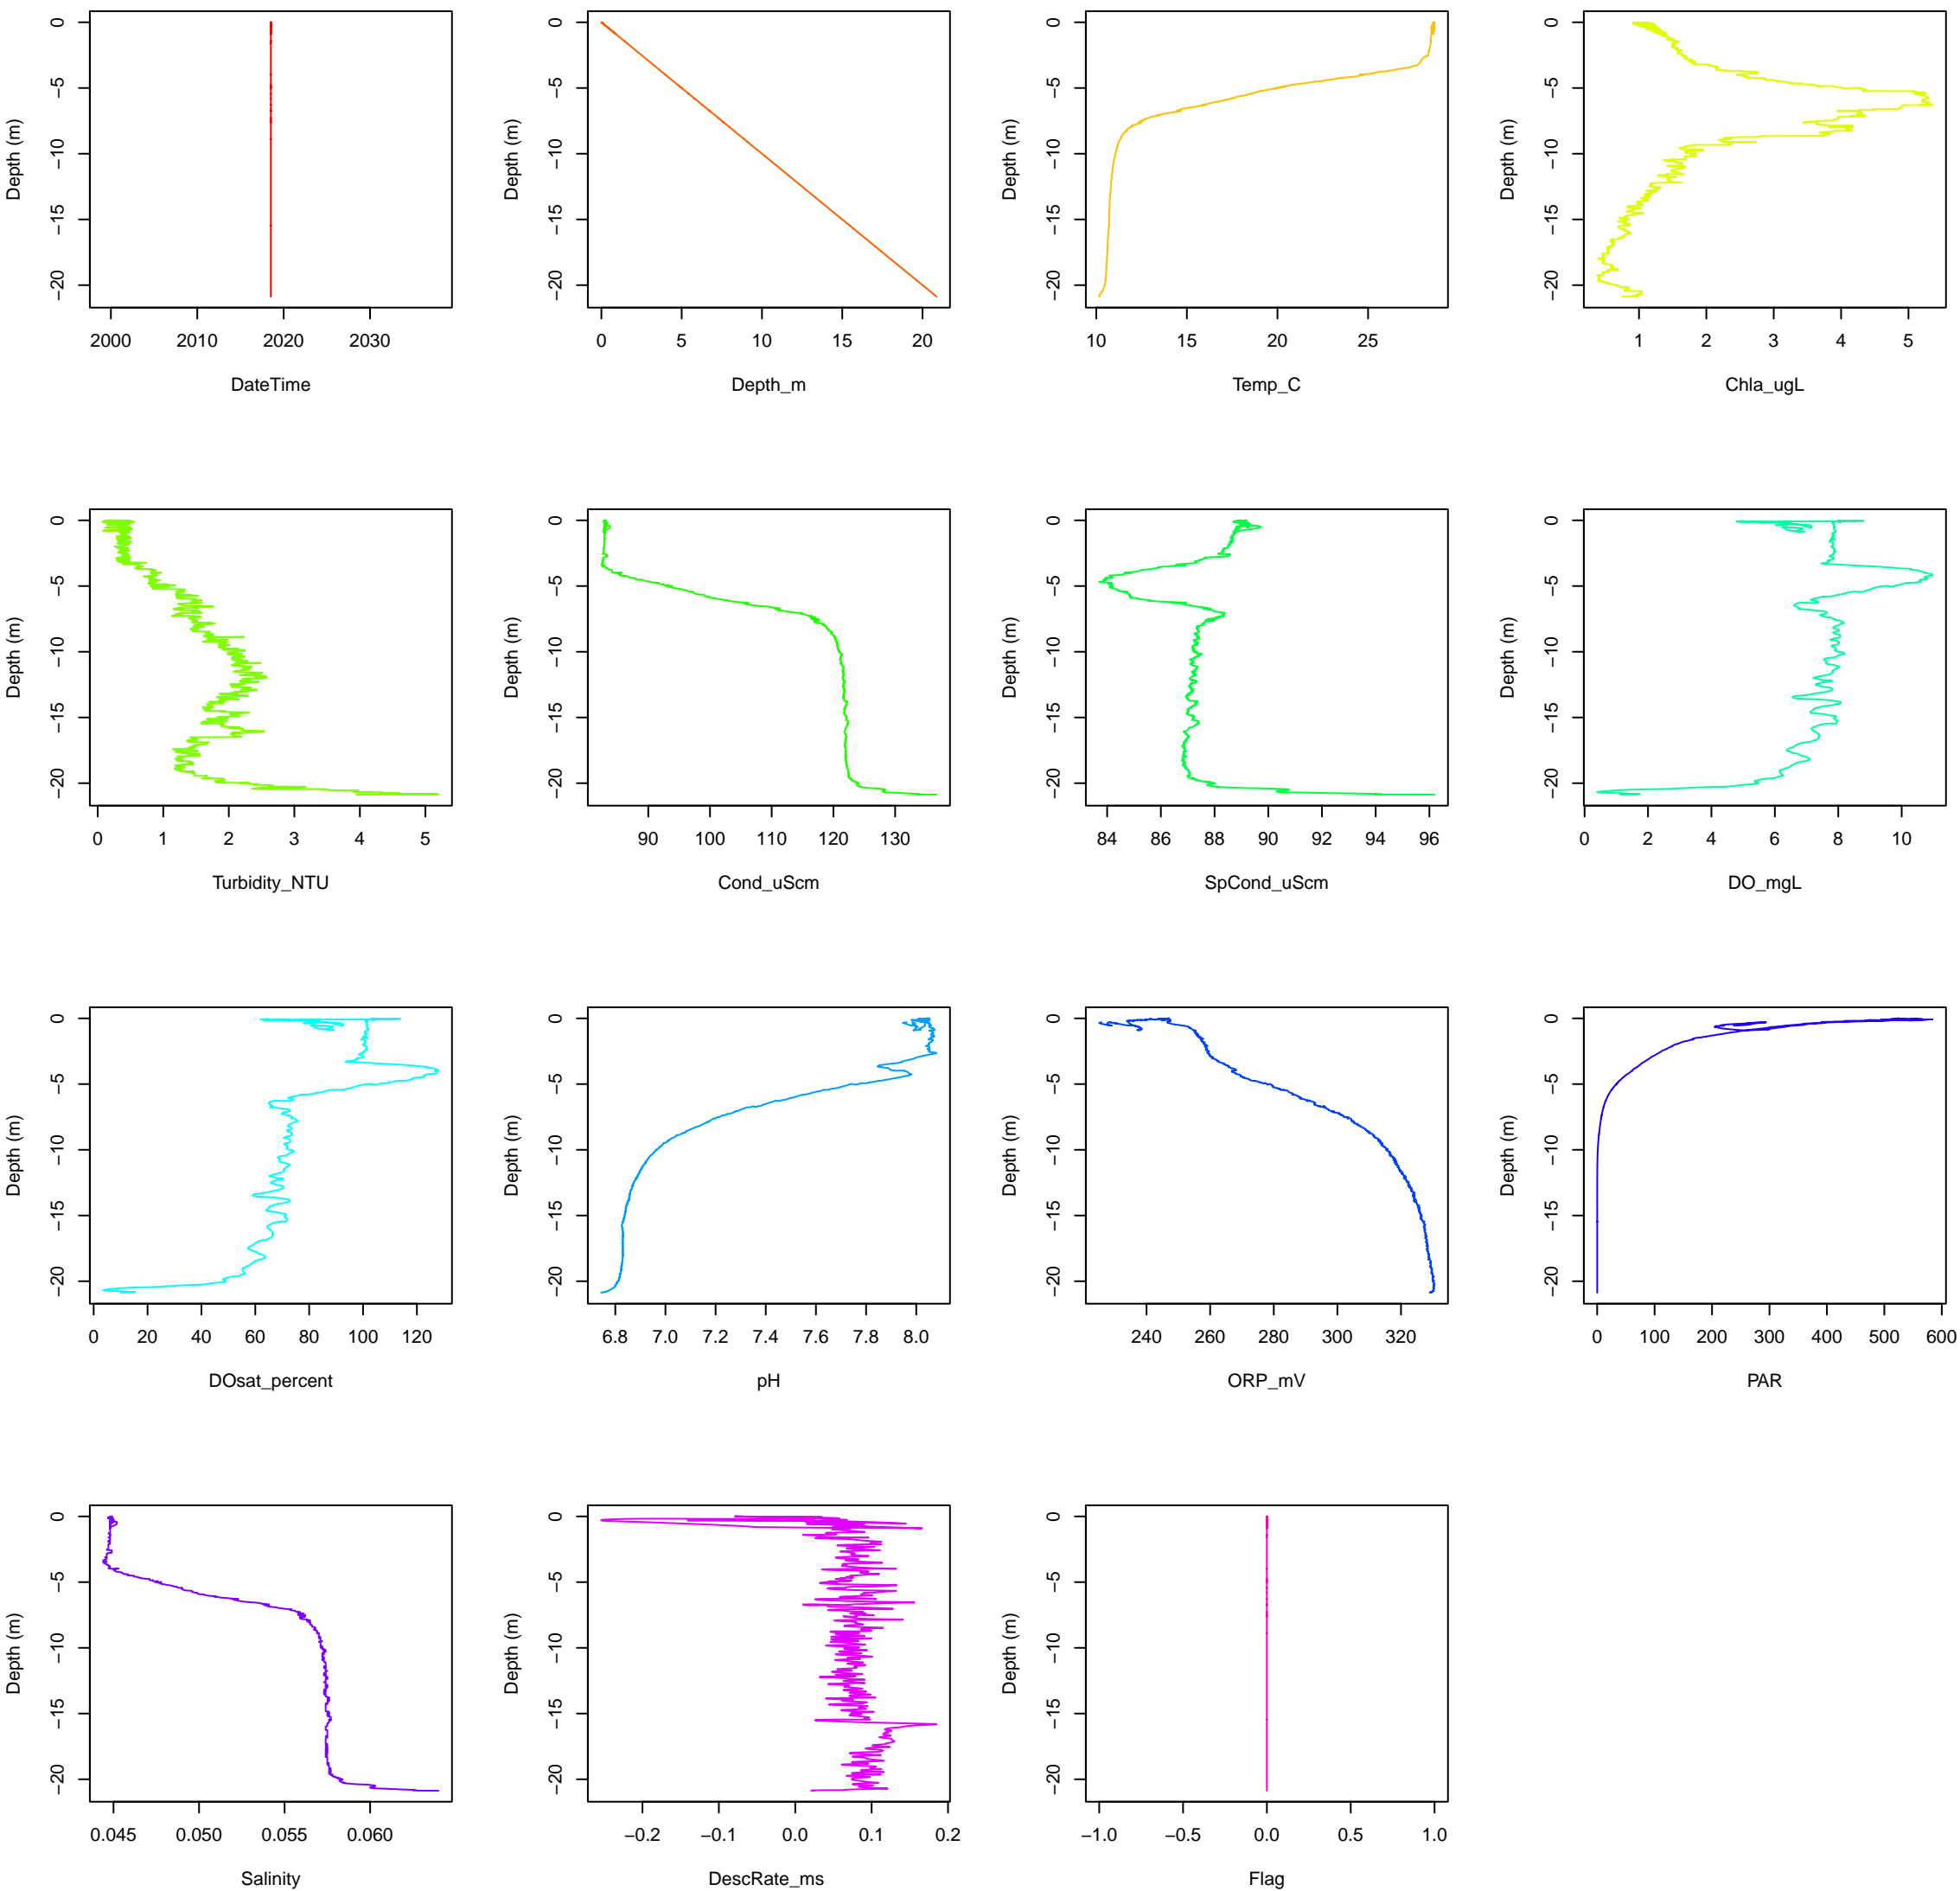 Depth (m)
0
−5
−10
−15
−20
2000 2010 2020 2030
DateTime
Depth (m)
0
−5
−10
−15
−20
0 5 10 15 20
Depth_m
Depth (m)
0
−5
−10
−15
−20
10 15 20 25
Temp_C
Depth (m)
0
−5
−10
−15
−20
1 2 3 4 5
Chla_ugL
Depth (m)
0
−5
−10
−15
−20
0 1 2 3 4 5
Turbidity_NTU
Depth (m)
0
−5
−10
−15
−20
90 100 110 120 130
Cond_uScm
Depth (m)
0
−5
−10
−15
−20
84 86 88 90 92 94 96
SpCond_uScm
Depth (m)
0
−5
−10
−15
−20
0 2 4 6 8 10
DO_mgL
Depth (m)
0
−5
−10
−15
−20
0 20 40 60 80 100 120
DOsat_percent
Depth (m)
0
−5
−10
−15
−20
6.8 7.0 7.2 7.4 7.6 7.8 8.0
pH
Depth (m)
0
−5
−10
−15
−20
240 260 280 300 320
ORP_mV
Depth (m)
0
−5
−10
−15
−20
0 100 200 300 400 500 600
PAR
Depth (m)
0
−5
−10
−15
−20
0.045 0.050 0.055 0.060
Salinity
Depth (m)
0
−5
−10
−15
−20
−0.2 −0.1 0.0 0.1 0.2
DescRate_ms
Depth (m)
0
−5
−10
−15
−20
−1.0 −0.5 0.0 0.5 1.0
Flag